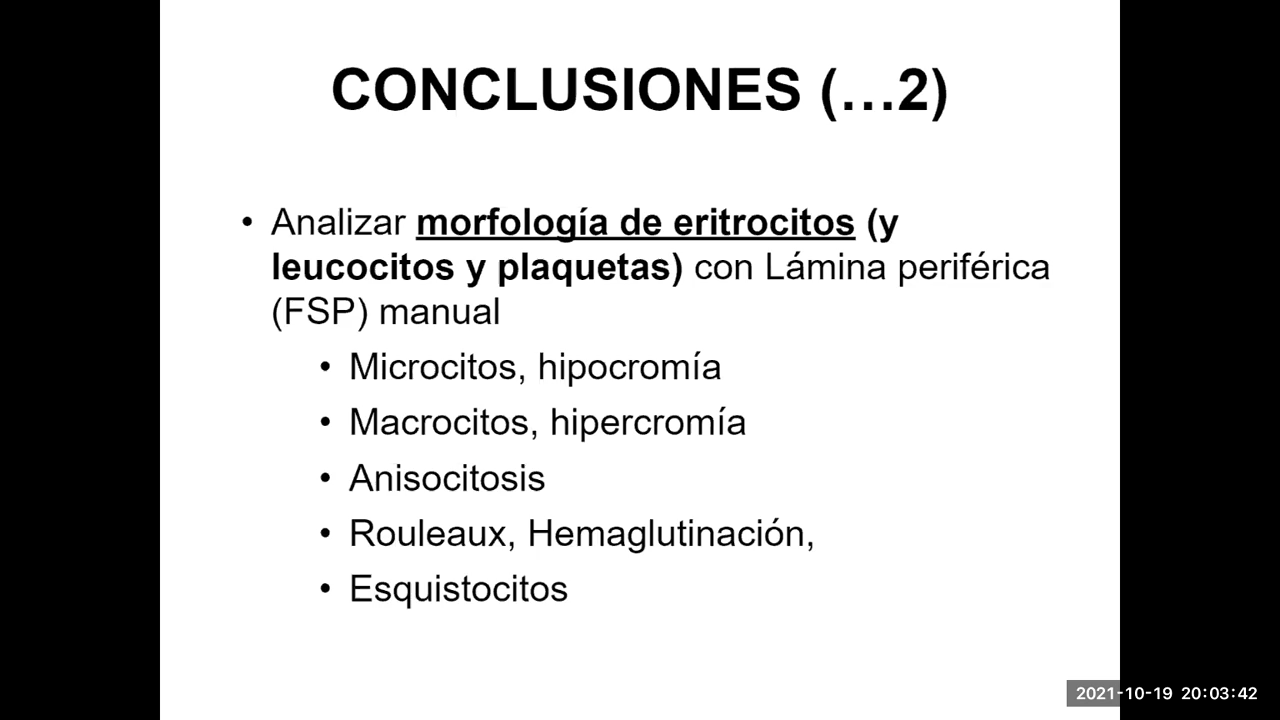 CONCLUSIONES (…2)
• Analizar morfología de eritrocitos (y
leucocitos y plaquetas) con Lámina periférica
(FSP) manual
• Microcitos, hipocromía
• Macrocitos, hipercromía
• Anisocitosis
• Rouleaux, Hemaglutinación,
• Esquistocitos
2021-10-19 20:03:42